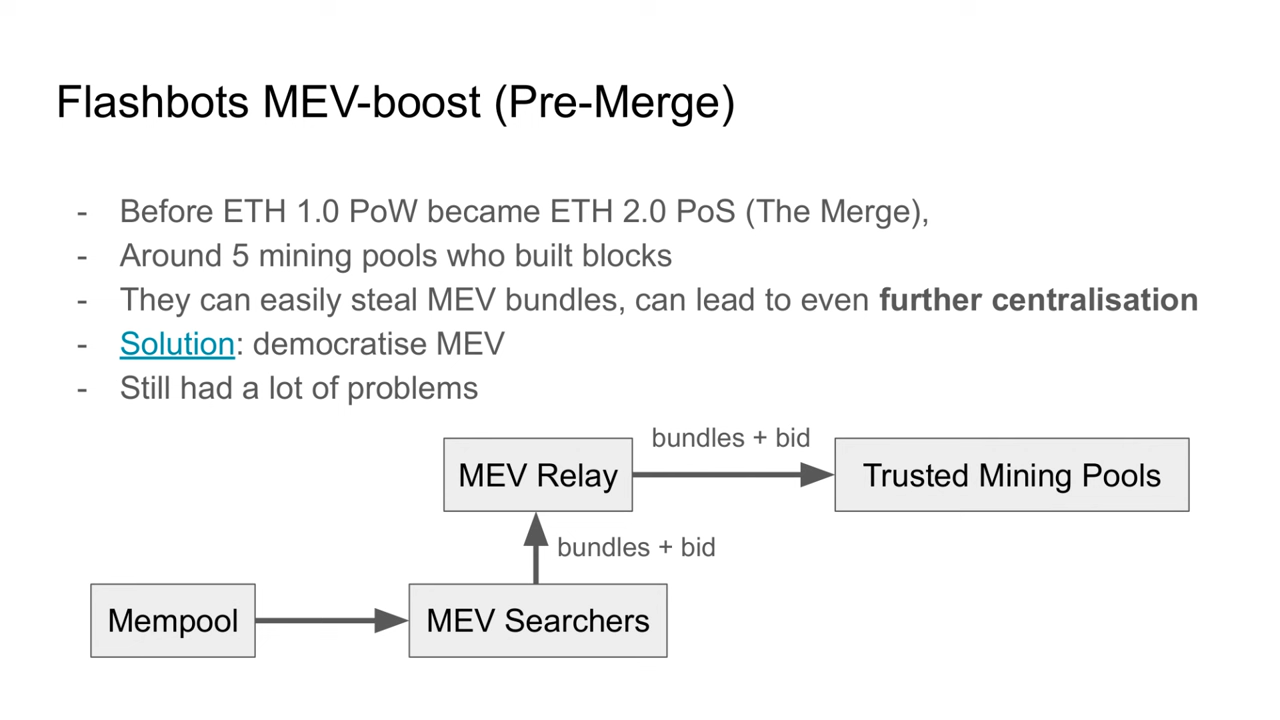 Flashbots MEV-boost (Pre-Merge)
- Before ETH 1.0 PoW became ETH 2.0 PoS (The Merge),
- Around 5 mining pools who built blocks
- They can easily steal MEV bundles, can lead to even further centralisation
- Solution: democratise MEV
- Still had a lot of problems
bundles + bid
MEV Relay
Trusted Mining Pools
bundles + bid
Mempool
MEV Searchers